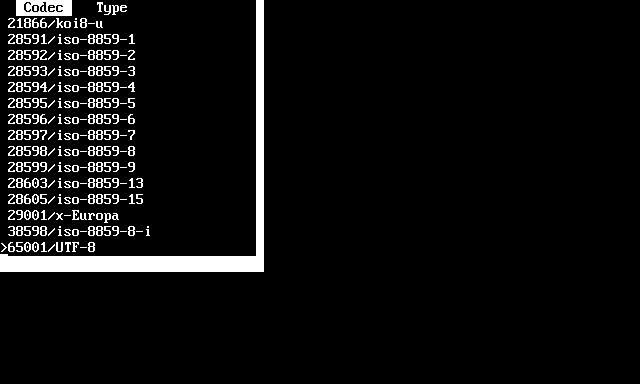 Codec Type
21866/koi8-u
28591/iso-8859-1
28592/iso-8859-2
28593/iso-8859-3
28594/iso-8859-4
28595/iso-8859-5
28596/iso-8859-6
28597/iso-8859-7
28598/iso-8859-8
28599/iso-8859-9
28603/iso-8859-13
28605/iso-8859-15
29001/x-Europa
38598/iso-8859-8-i
>65001/UTF-8